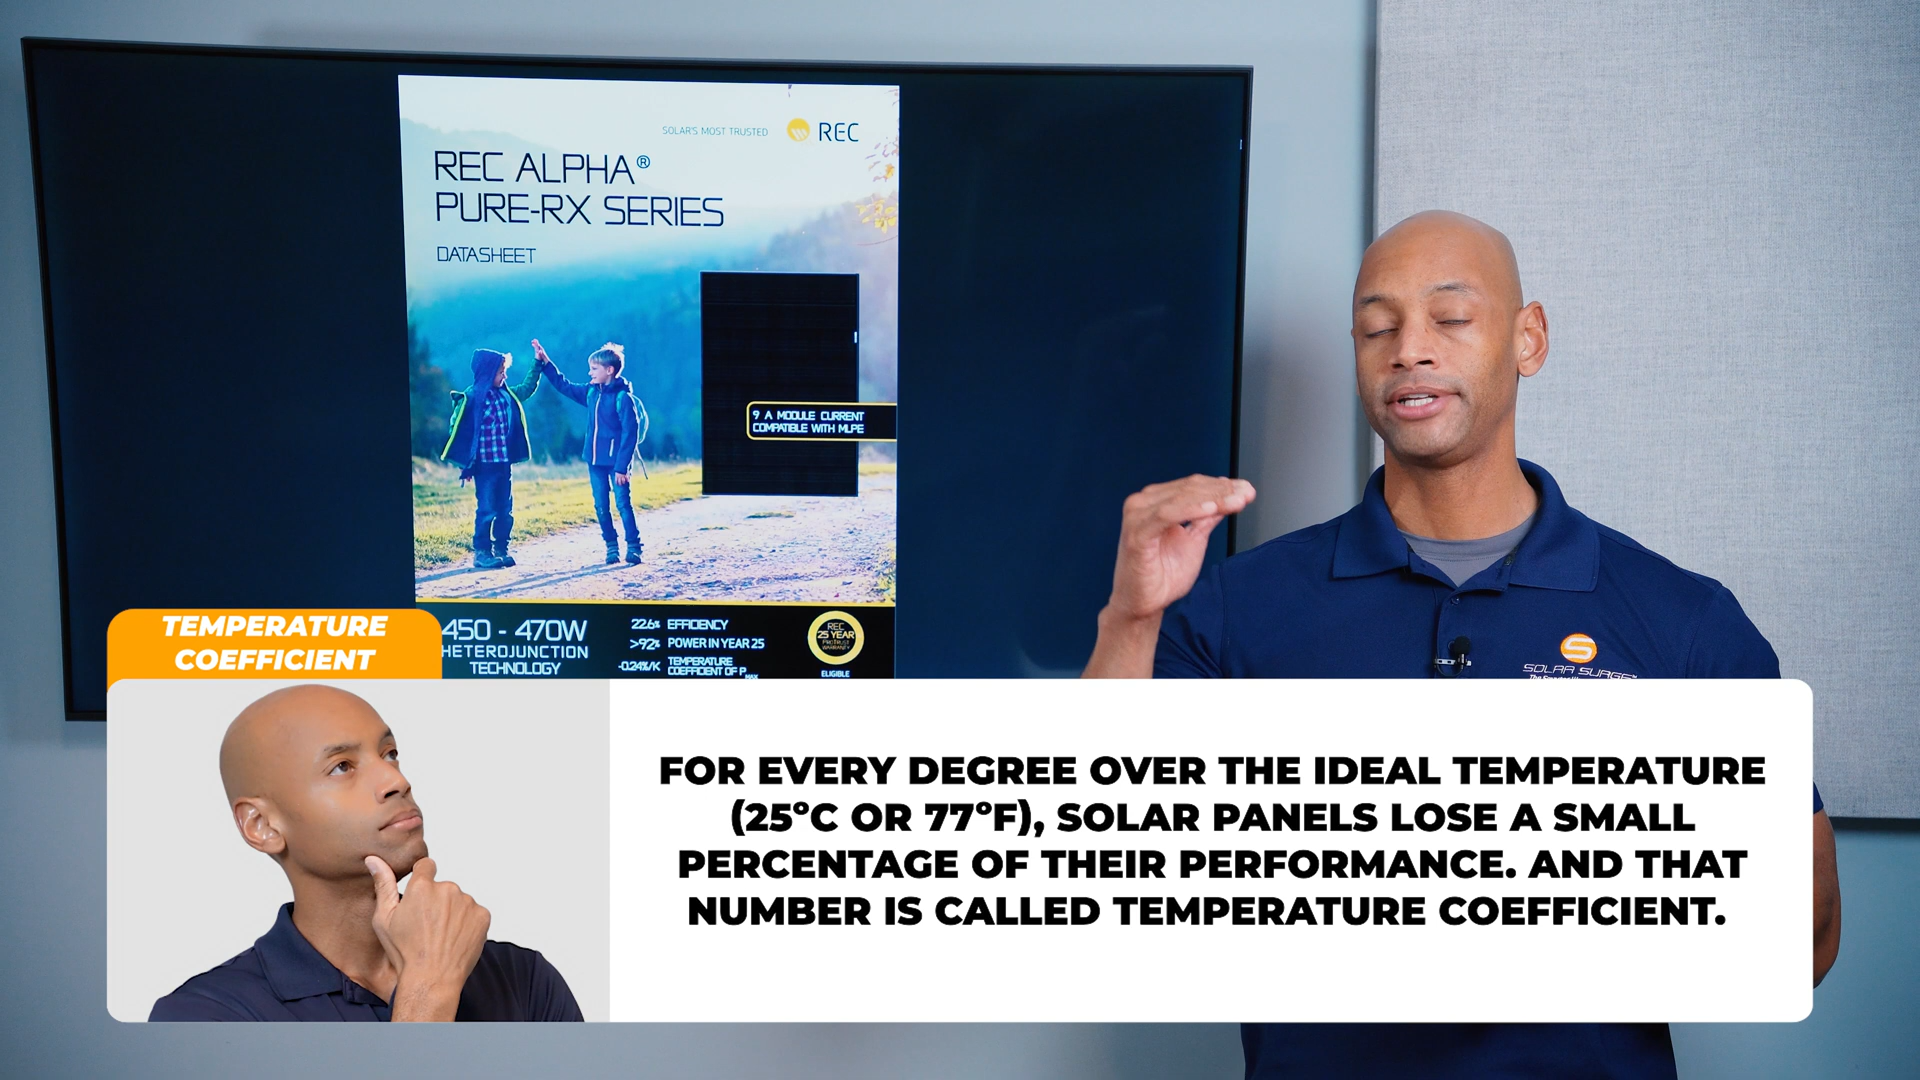 SOLAR'S MOST TRUSTED
REC
REC ALPHA®
PURE-RX SERIES
DATASHEET
9 A MODULE CURRENT
COMPATIBLE WITH MLPE
450 - 470W
HETEROJUNCTION
TECHNOLOGY
22.6% EFFICIENCY
>92% POWER IN YEAR 25
-0.24%/K TEMPERATURE
COEFFICIENT OF PMAX
REC
25 YEAR
PROTRUST
WARRANTY
ELIGIBLE
SOLAR SURGE
TEMPERATURE
COEFFICIENT
FOR EVERY DEGREE OVER THE IDEAL TEMPERATURE
(25°C OR 77°F), SOLAR PANELS LOSE A SMALL
PERCENTAGE OF THEIR PERFORMANCE. AND THAT
NUMBER IS CALLED TEMPERATURE COEFFICIENT.